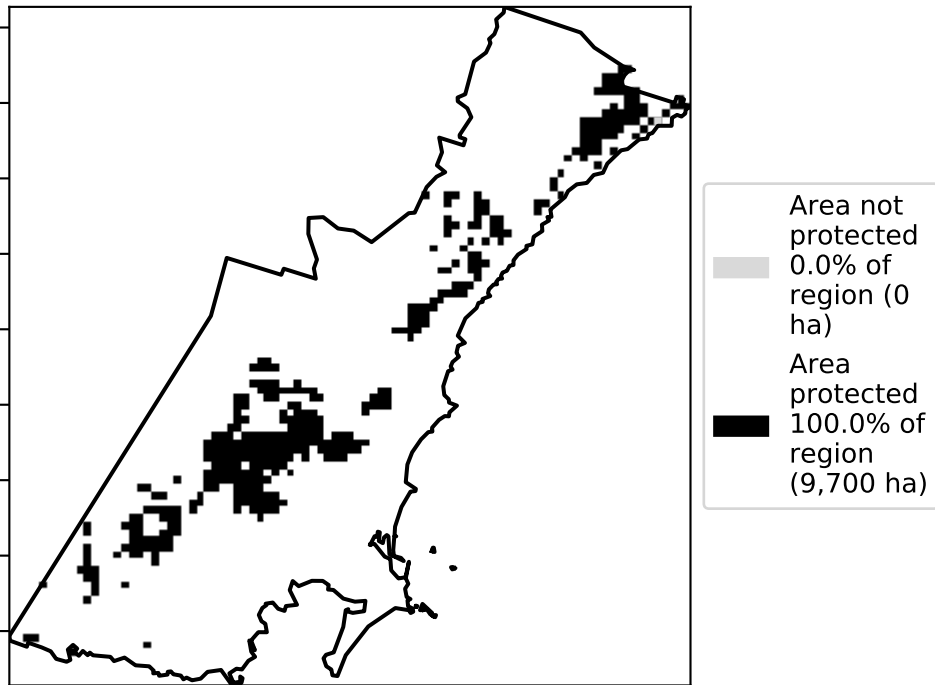 Area not
protected
0.0% of
region (0
ha)
Area
protected
100.0% of
region
(9,700 ha)